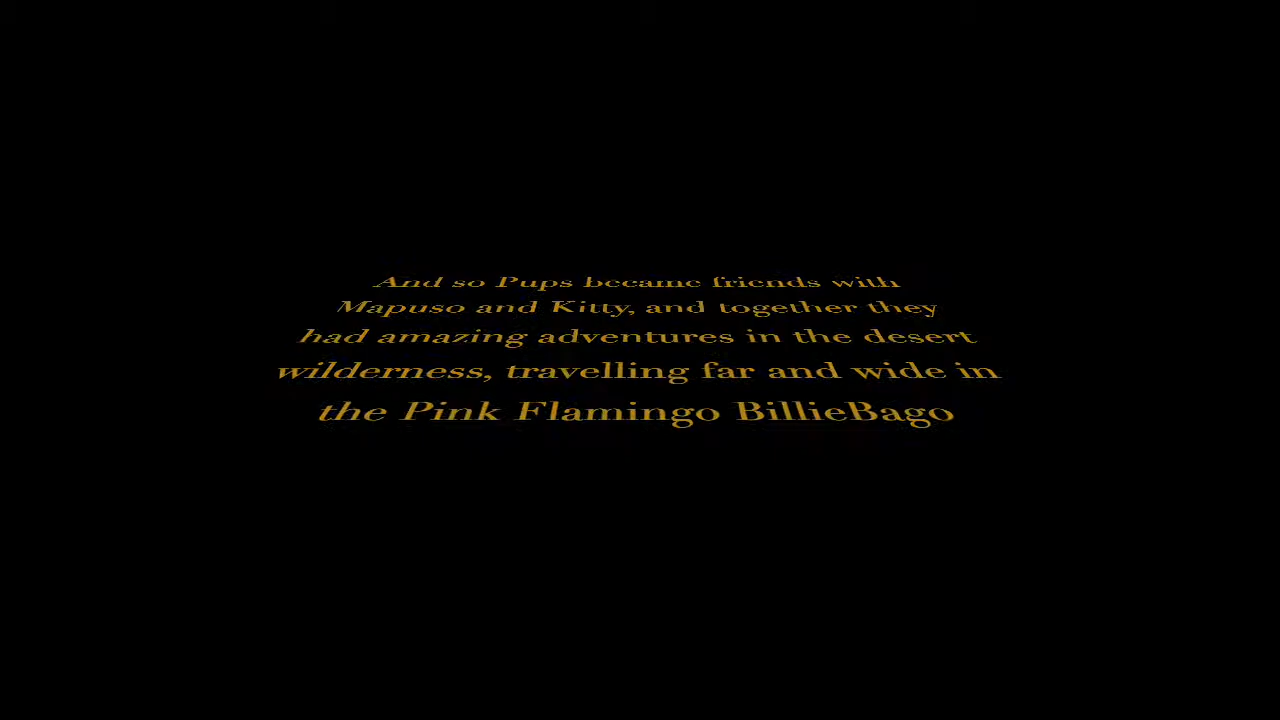 And so Pups became friends with
Mapuso and Kitty, and together they
had amazing adventures in the desert
wilderness, travelling far and wide in
the Pink Flamingo BillieBago